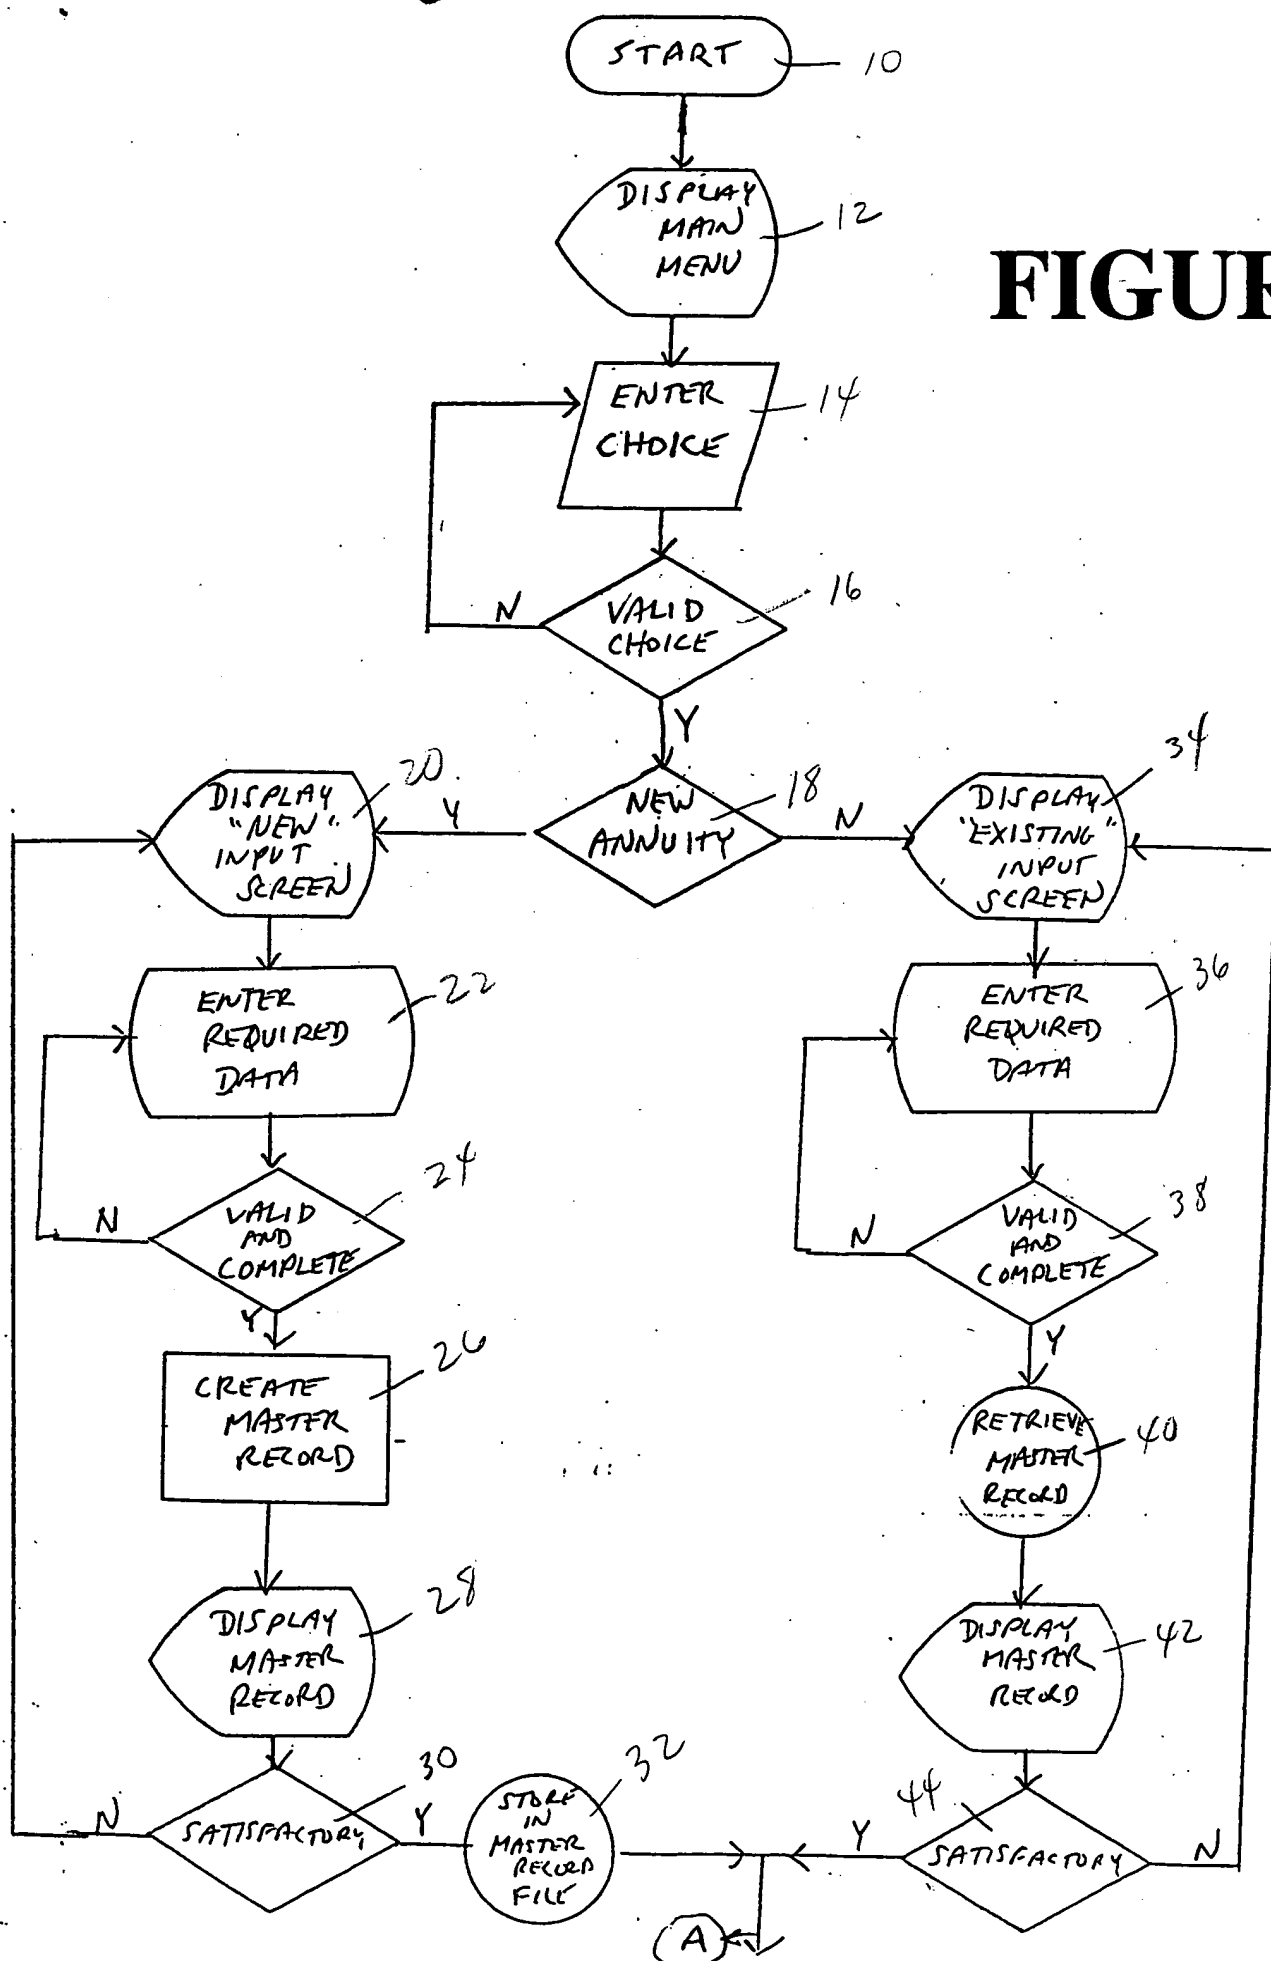 START
10
DISPLAY
MAIN
MENU
12
FIGUR
ENTER
CHOICE
14
VALID
CHOICE
16
N
Y
NEW
ANNUITY
18
Y
N
DISPLAY
"NEW"
INPUT
SCREEN
20
DISPLAY
"EXISTING"
INPUT
SCREEN
34
ENTER
REQUIRED
DATA
22
ENTER
REQUIRED
DATA
36
VALID
AND
COMPLETE
24
N
Y
VALID
AND
COMPLETE
38
N
Y
CREATE
MASTER
RECORD
26
RETRIEVE
MASTER
RECORD
40
DISPLAY
MASTER
RECORD
28
DISPLAY
MASTER
RECORD
42
N
SATISFACTORY
30
Y
STORE
IN
MASTER
RECORD
FILE
32
Y
SATISFACTORY
44
N
A